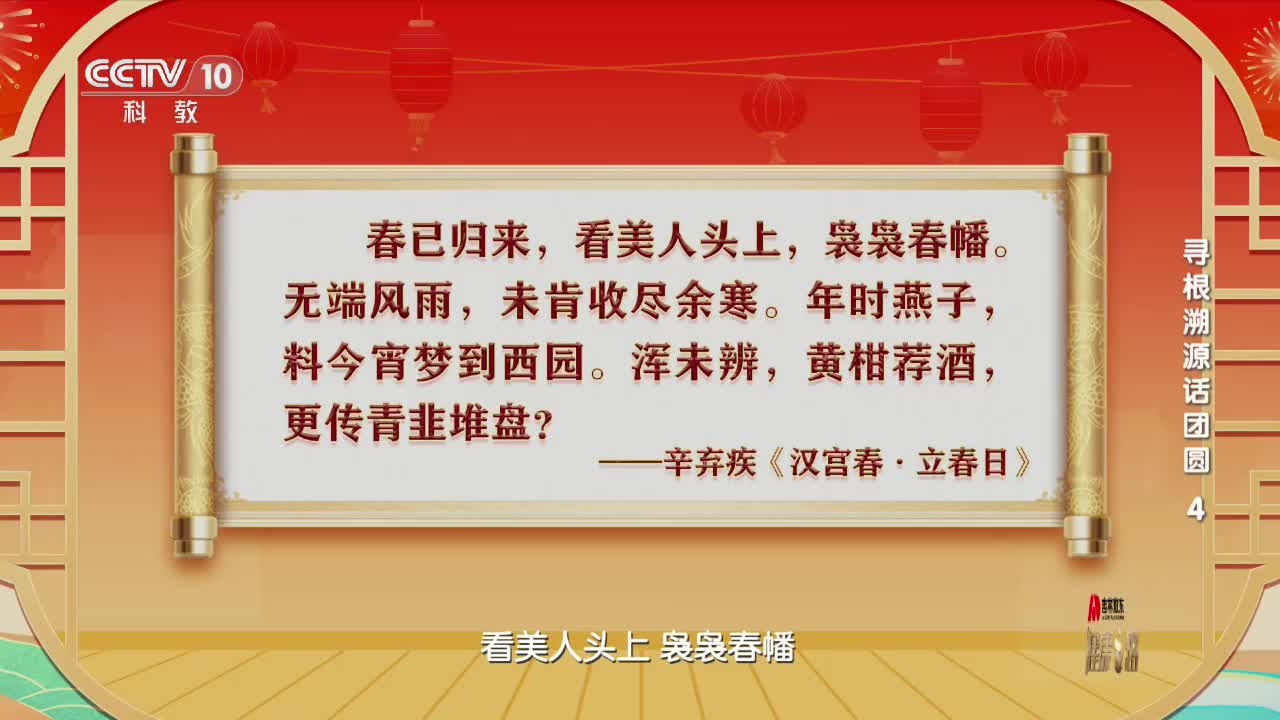 CCTV 10
科教
春已归来，看美人头上，袅袅春幡。
无端风雨，未肯收尽余寒。年时燕子，
料今宵梦到西园。浑未辨，黄柑荐酒，
更传青韭堆盘？
——辛弃疾《汉宫春·立春日》
寻根溯源话团圆 4
吉林敖东
看美人头上 袅袅春幡